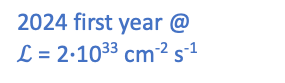 2024 first year @
ℒ = 2·10³³ cm⁻² s⁻¹